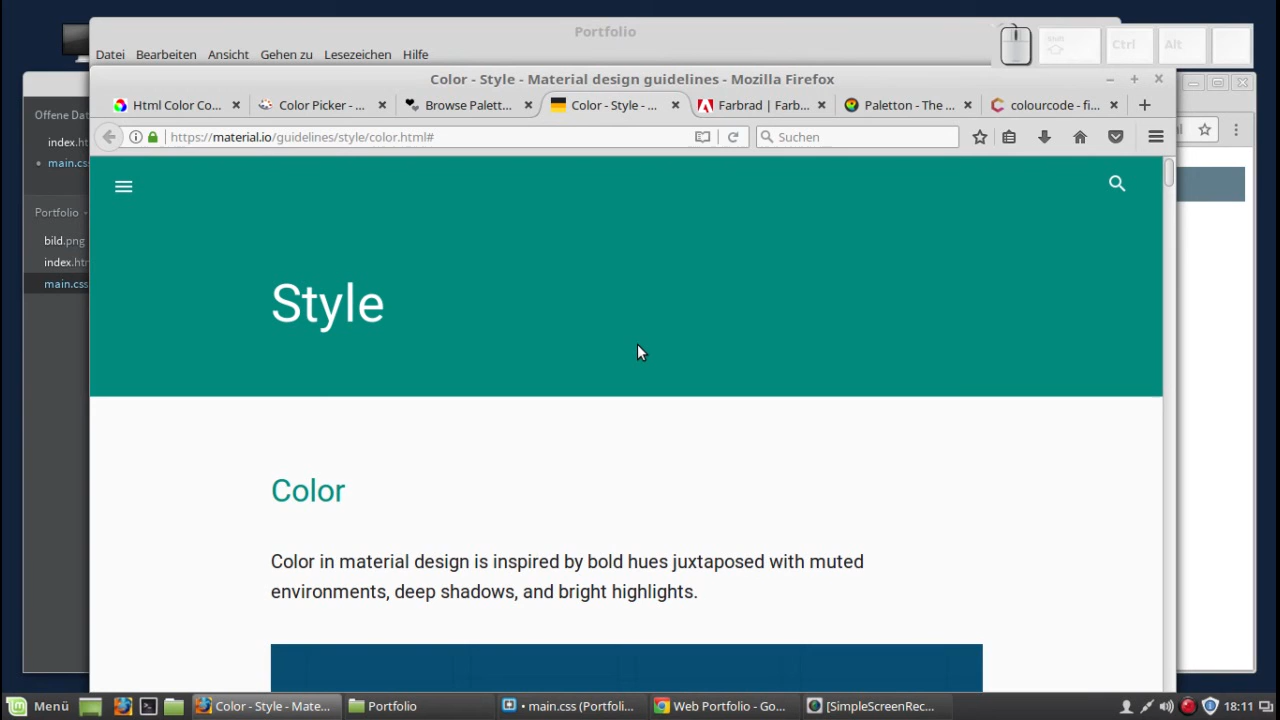 Portfolio
Datei Bearbeiten Ansicht Gehen zu Lesezeichen Hilfe
Shift Ctrl Alt
Color - Style - Material design guidelines - Mozilla Firefox
Html Color Co... Color Picker - ... Browse Palett... Color - Style - ... Farbrad | Farb... Paletton - The ... colourcode - fi...
https://material.io/guidelines/style/color.html#
Suchen
Offene Date
index.ht
main.css
Portfolio
bild.png
index.htm
main.css
Style
Color
Color in material design is inspired by bold hues juxtaposed with muted
environments, deep shadows, and bright highlights.
Menü Color - Style - Mate... Portfolio • main.css (Portfoli... Web Portfolio - Go... [SimpleScreenRec... 18:11